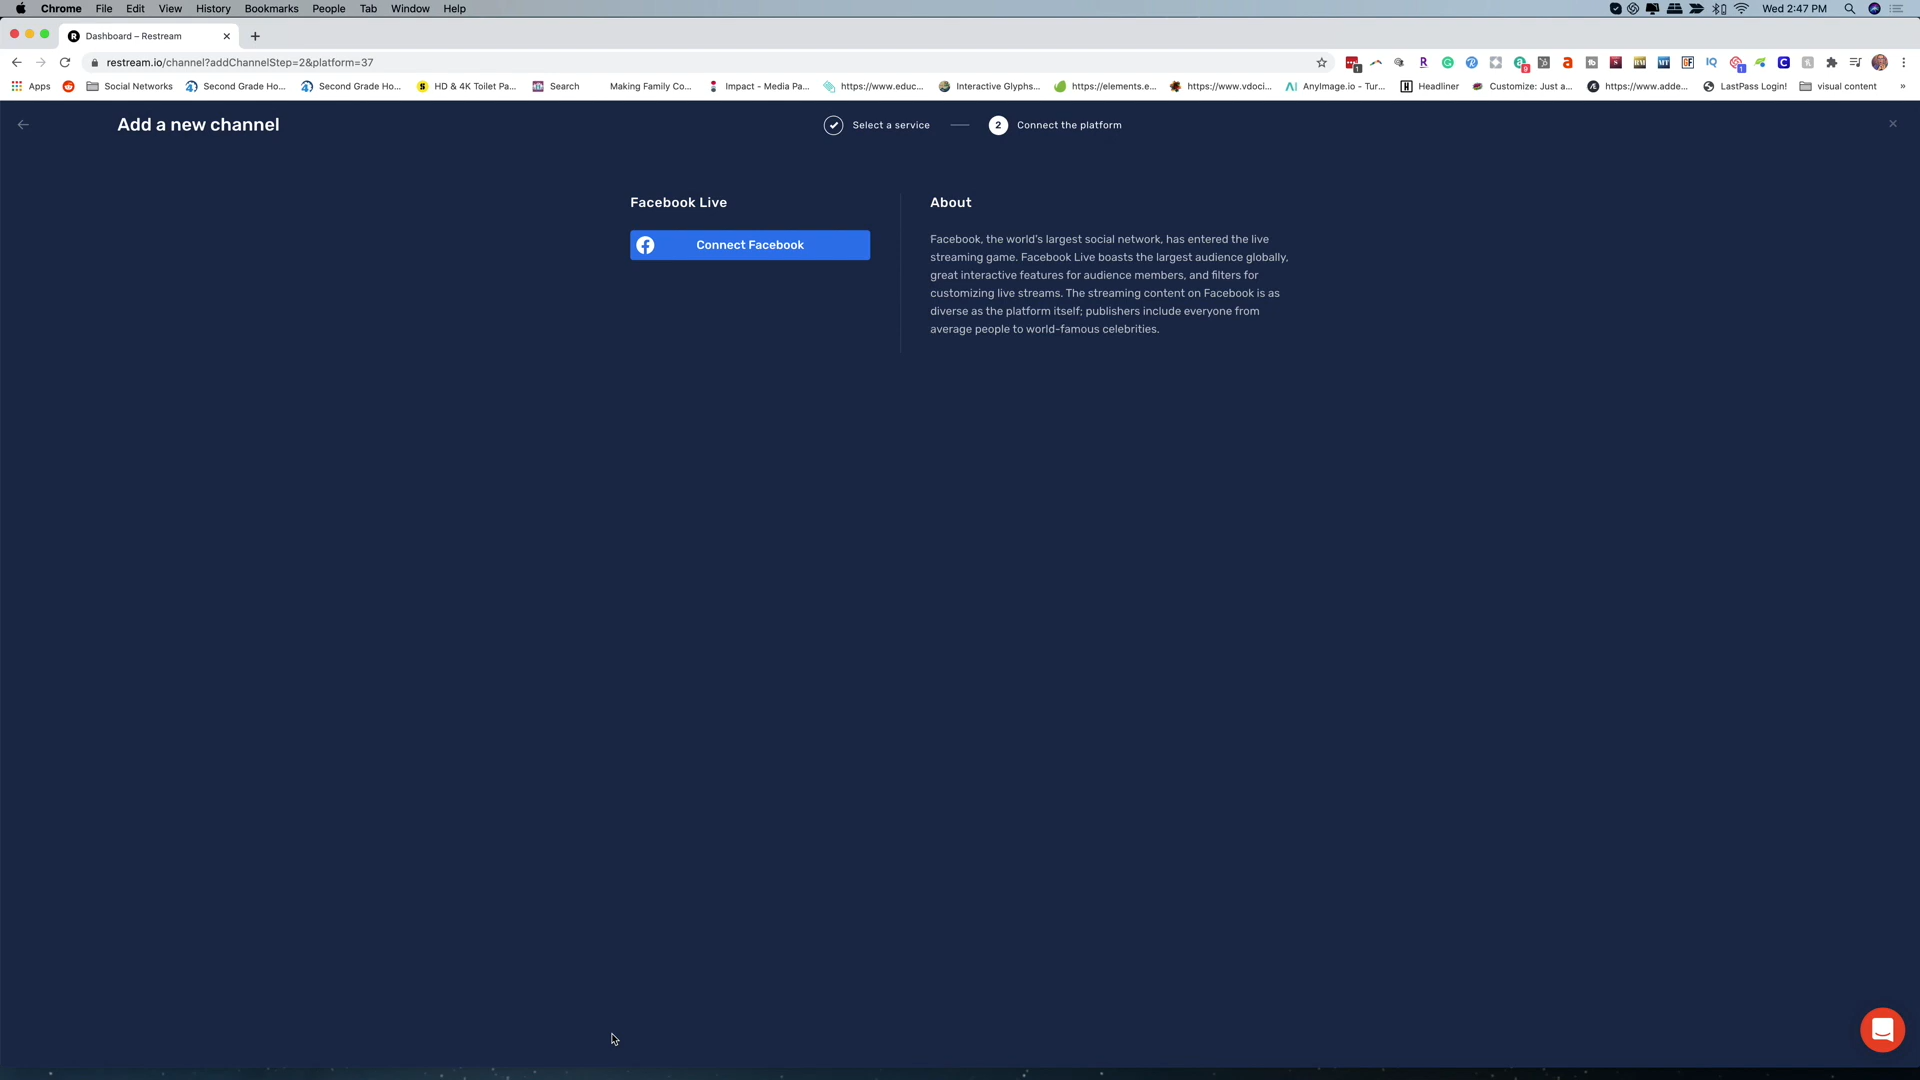 Chrome File Edit View History Bookmarks People Tab Window Help Wed 2:47 PM
Dashboard – Restream
restream.io/channel?addChannelStep=2&platform=37
Apps Social Networks Second Grade Ho... Second Grade Ho... HD & 4K Toilet Pa... Search Making Family Co... Impact - Media Pa... https://www.educ... Interactive Glyphs... https://elements.e... https://www.vdoci... AnyImage.io - Tur... Headliner Customize: Just a... https://www.adde... LastPass Login! visual content »
Add a new channel
Select a service
2 Connect the platform
Facebook Live
Connect Facebook
About
Facebook, the world's largest social network, has entered the live
streaming game. Facebook Live boasts the largest audience globally,
great interactive features for audience members, and filters for
customizing live streams. The streaming content on Facebook is as
diverse as the platform itself; publishers include everyone from
average people to world-famous celebrities.